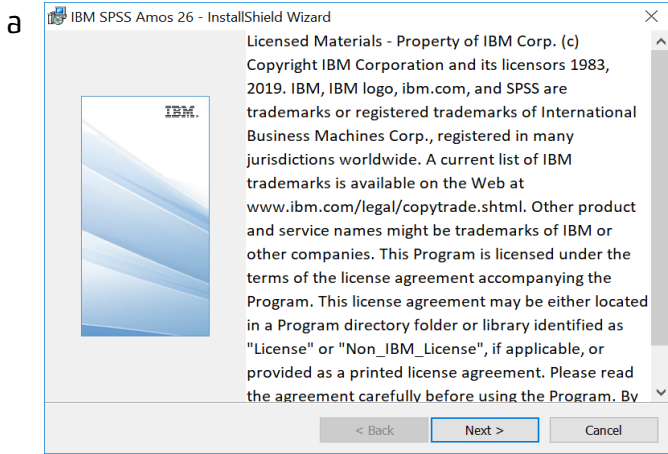 a
IBM SPSS Amos 26 - InstallShield Wizard
Licensed Materials - Property of IBM Corp. (c)
Copyright IBM Corporation and its licensors 1983,
2019. IBM, IBM logo, ibm.com, and SPSS are
trademarks or registered trademarks of International
Business Machines Corp., registered in many
jurisdictions worldwide. A current list of IBM
trademarks is available on the Web at
www.ibm.com/legal/copytrade.shtml. Other product
and service names might be trademarks of IBM or
other companies. This Program is licensed under the
terms of the license agreement accompanying the
Program. This license agreement may be either located
in a Program directory folder or library identified as
"License" or "Non_IBM_License", if applicable, or
provided as a printed license agreement. Please read
the agreement carefully before using the Program. By
IBM.
< Back
Next >
Cancel